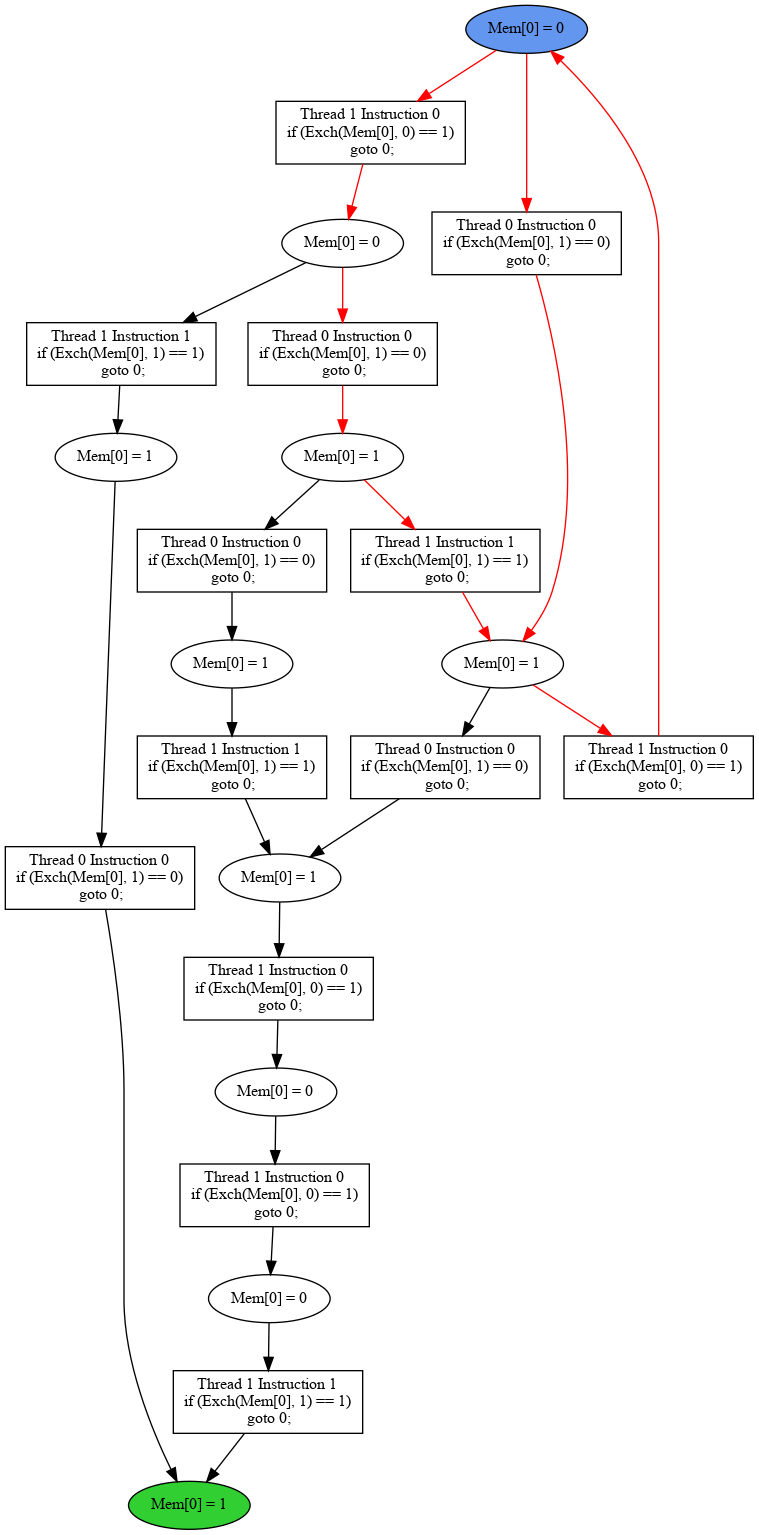 Mem[0] = 0
Thread 1 Instruction 0
if (Exch(Mem[0], 0) == 1)
goto 0;
Mem[0] = 0
Thread 0 Instruction 0
if (Exch(Mem[0], 1) == 0)
goto 0;
Thread 1 Instruction 1
if (Exch(Mem[0], 1) == 1)
goto 0;
Thread 0 Instruction 0
if (Exch(Mem[0], 1) == 0)
goto 0;
Mem[0] = 1
Mem[0] = 1
Thread 0 Instruction 0
if (Exch(Mem[0], 1) == 0)
goto 0;
Thread 1 Instruction 1
if (Exch(Mem[0], 1) == 1)
goto 0;
Mem[0] = 1
Mem[0] = 1
Thread 1 Instruction 1
if (Exch(Mem[0], 1) == 1)
goto 0;
Thread 0 Instruction 0
if (Exch(Mem[0], 1) == 0)
goto 0;
Thread 1 Instruction 0
if (Exch(Mem[0], 0) == 1)
goto 0;
Thread 0 Instruction 0
if (Exch(Mem[0], 1) == 0)
goto 0;
Mem[0] = 1
Thread 1 Instruction 0
if (Exch(Mem[0], 0) == 1)
goto 0;
Mem[0] = 0
Thread 1 Instruction 0
if (Exch(Mem[0], 0) == 1)
goto 0;
Mem[0] = 0
Thread 1 Instruction 1
if (Exch(Mem[0], 1) == 1)
goto 0;
Mem[0] = 1